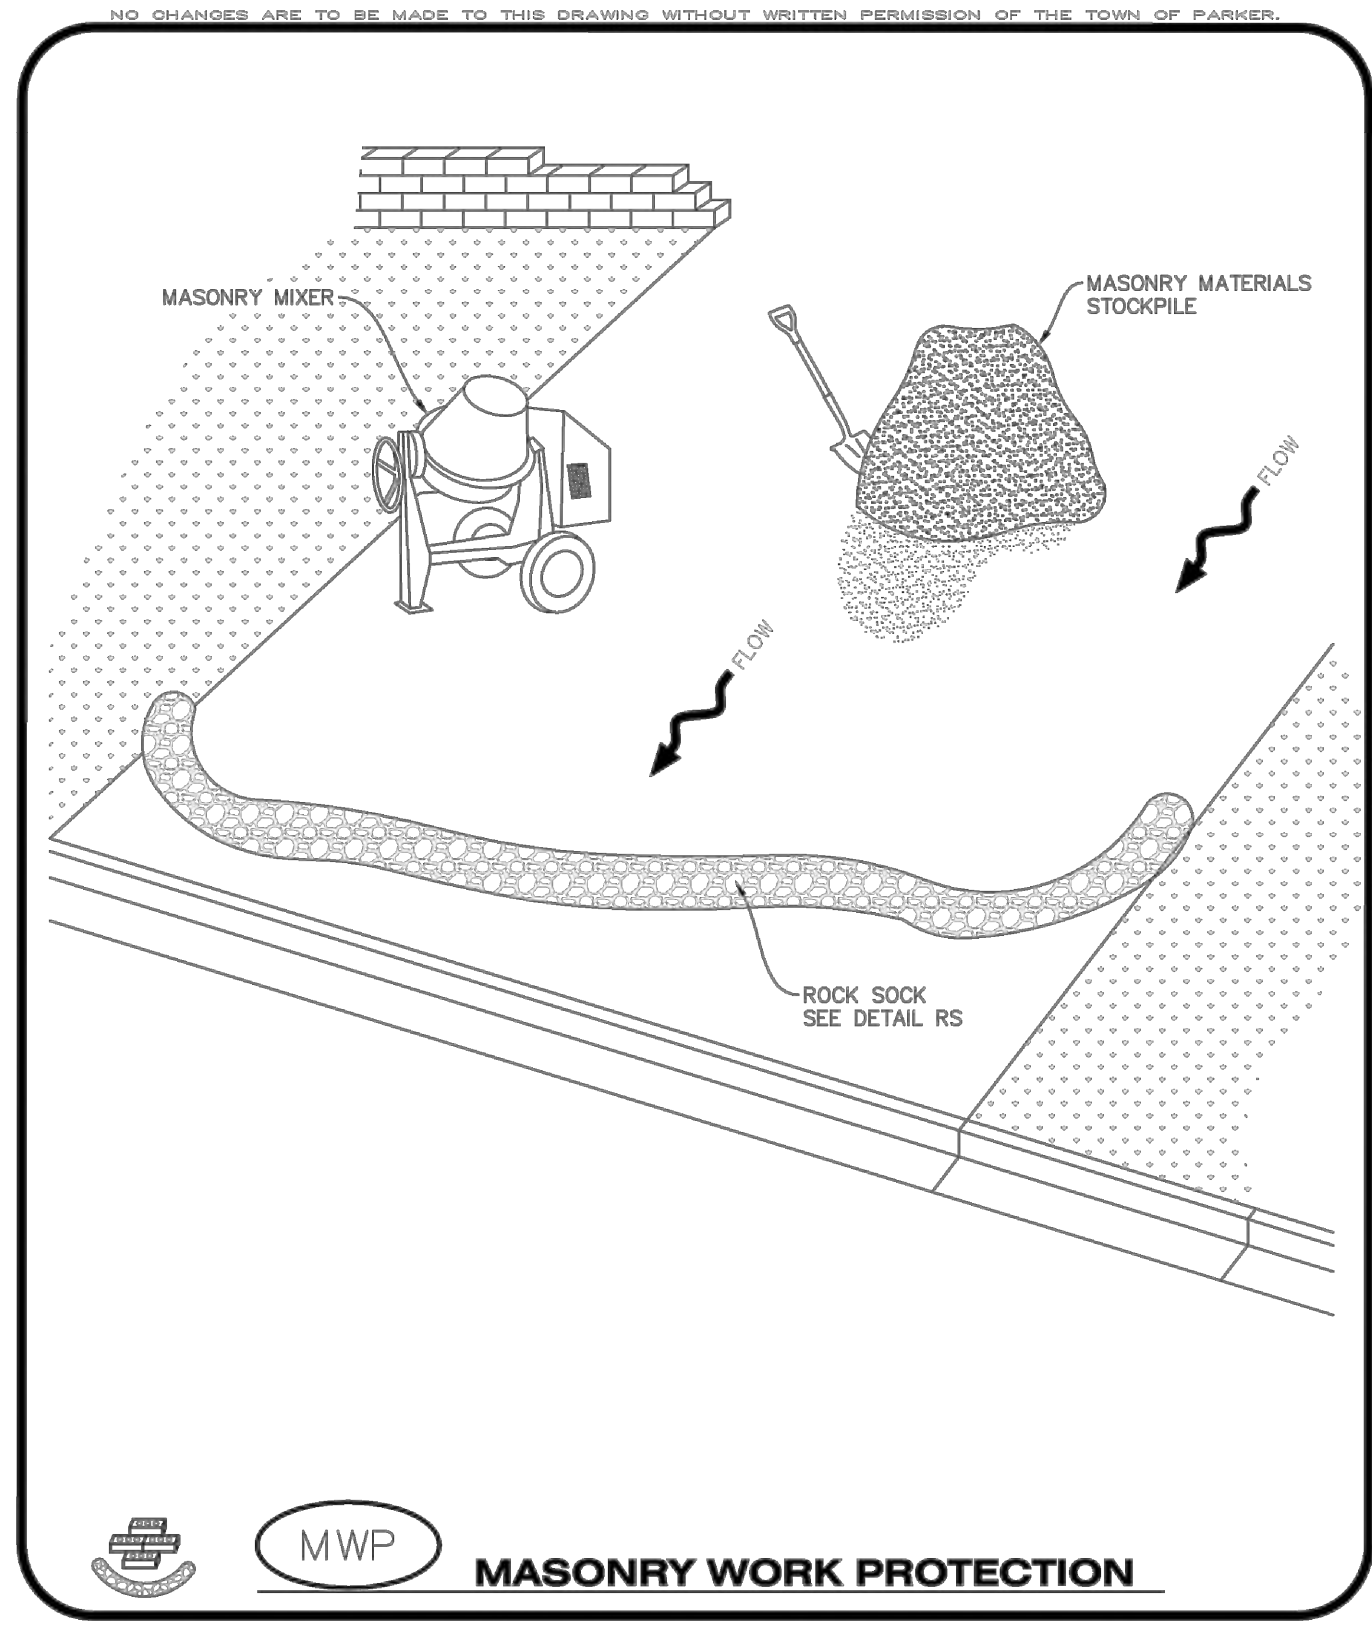 NO CHANGES ARE TO BE MADE TO THIS DRAWING WITHOUT WRITTEN PERMISSION OF THE TOWN OF PARKER.
MASONRY MIXER
MASONRY MATERIALS
STOCKPILE
FLOW
FLOW
ROCK SOCK
SEE DETAIL RS
MWP
MASONRY WORK PROTECTION